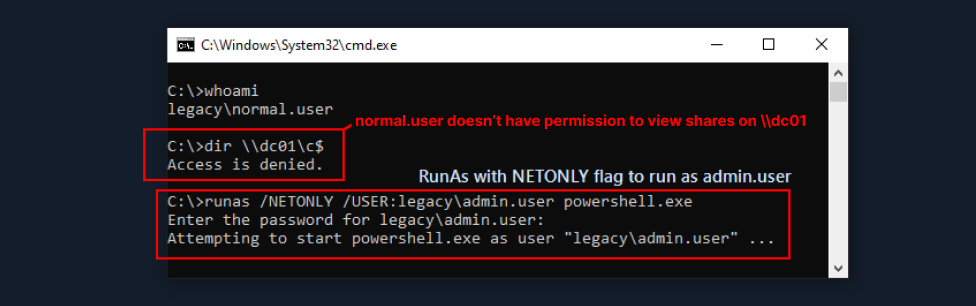 C:\Windows\System32\cmd.exe
C:\>whoami
legacy\normal.user
normal.user doesn't have permission to view shares on \\dc01
C:\>dir \\dc01\c$
Access is denied.
RunAs with NETONLY flag to run as admin.user
C:\>runas /NETONLY /USER:legacy\admin.user powershell.exe
Enter the password for legacy\admin.user:
Attempting to start powershell.exe as user "legacy\admin.user" ...